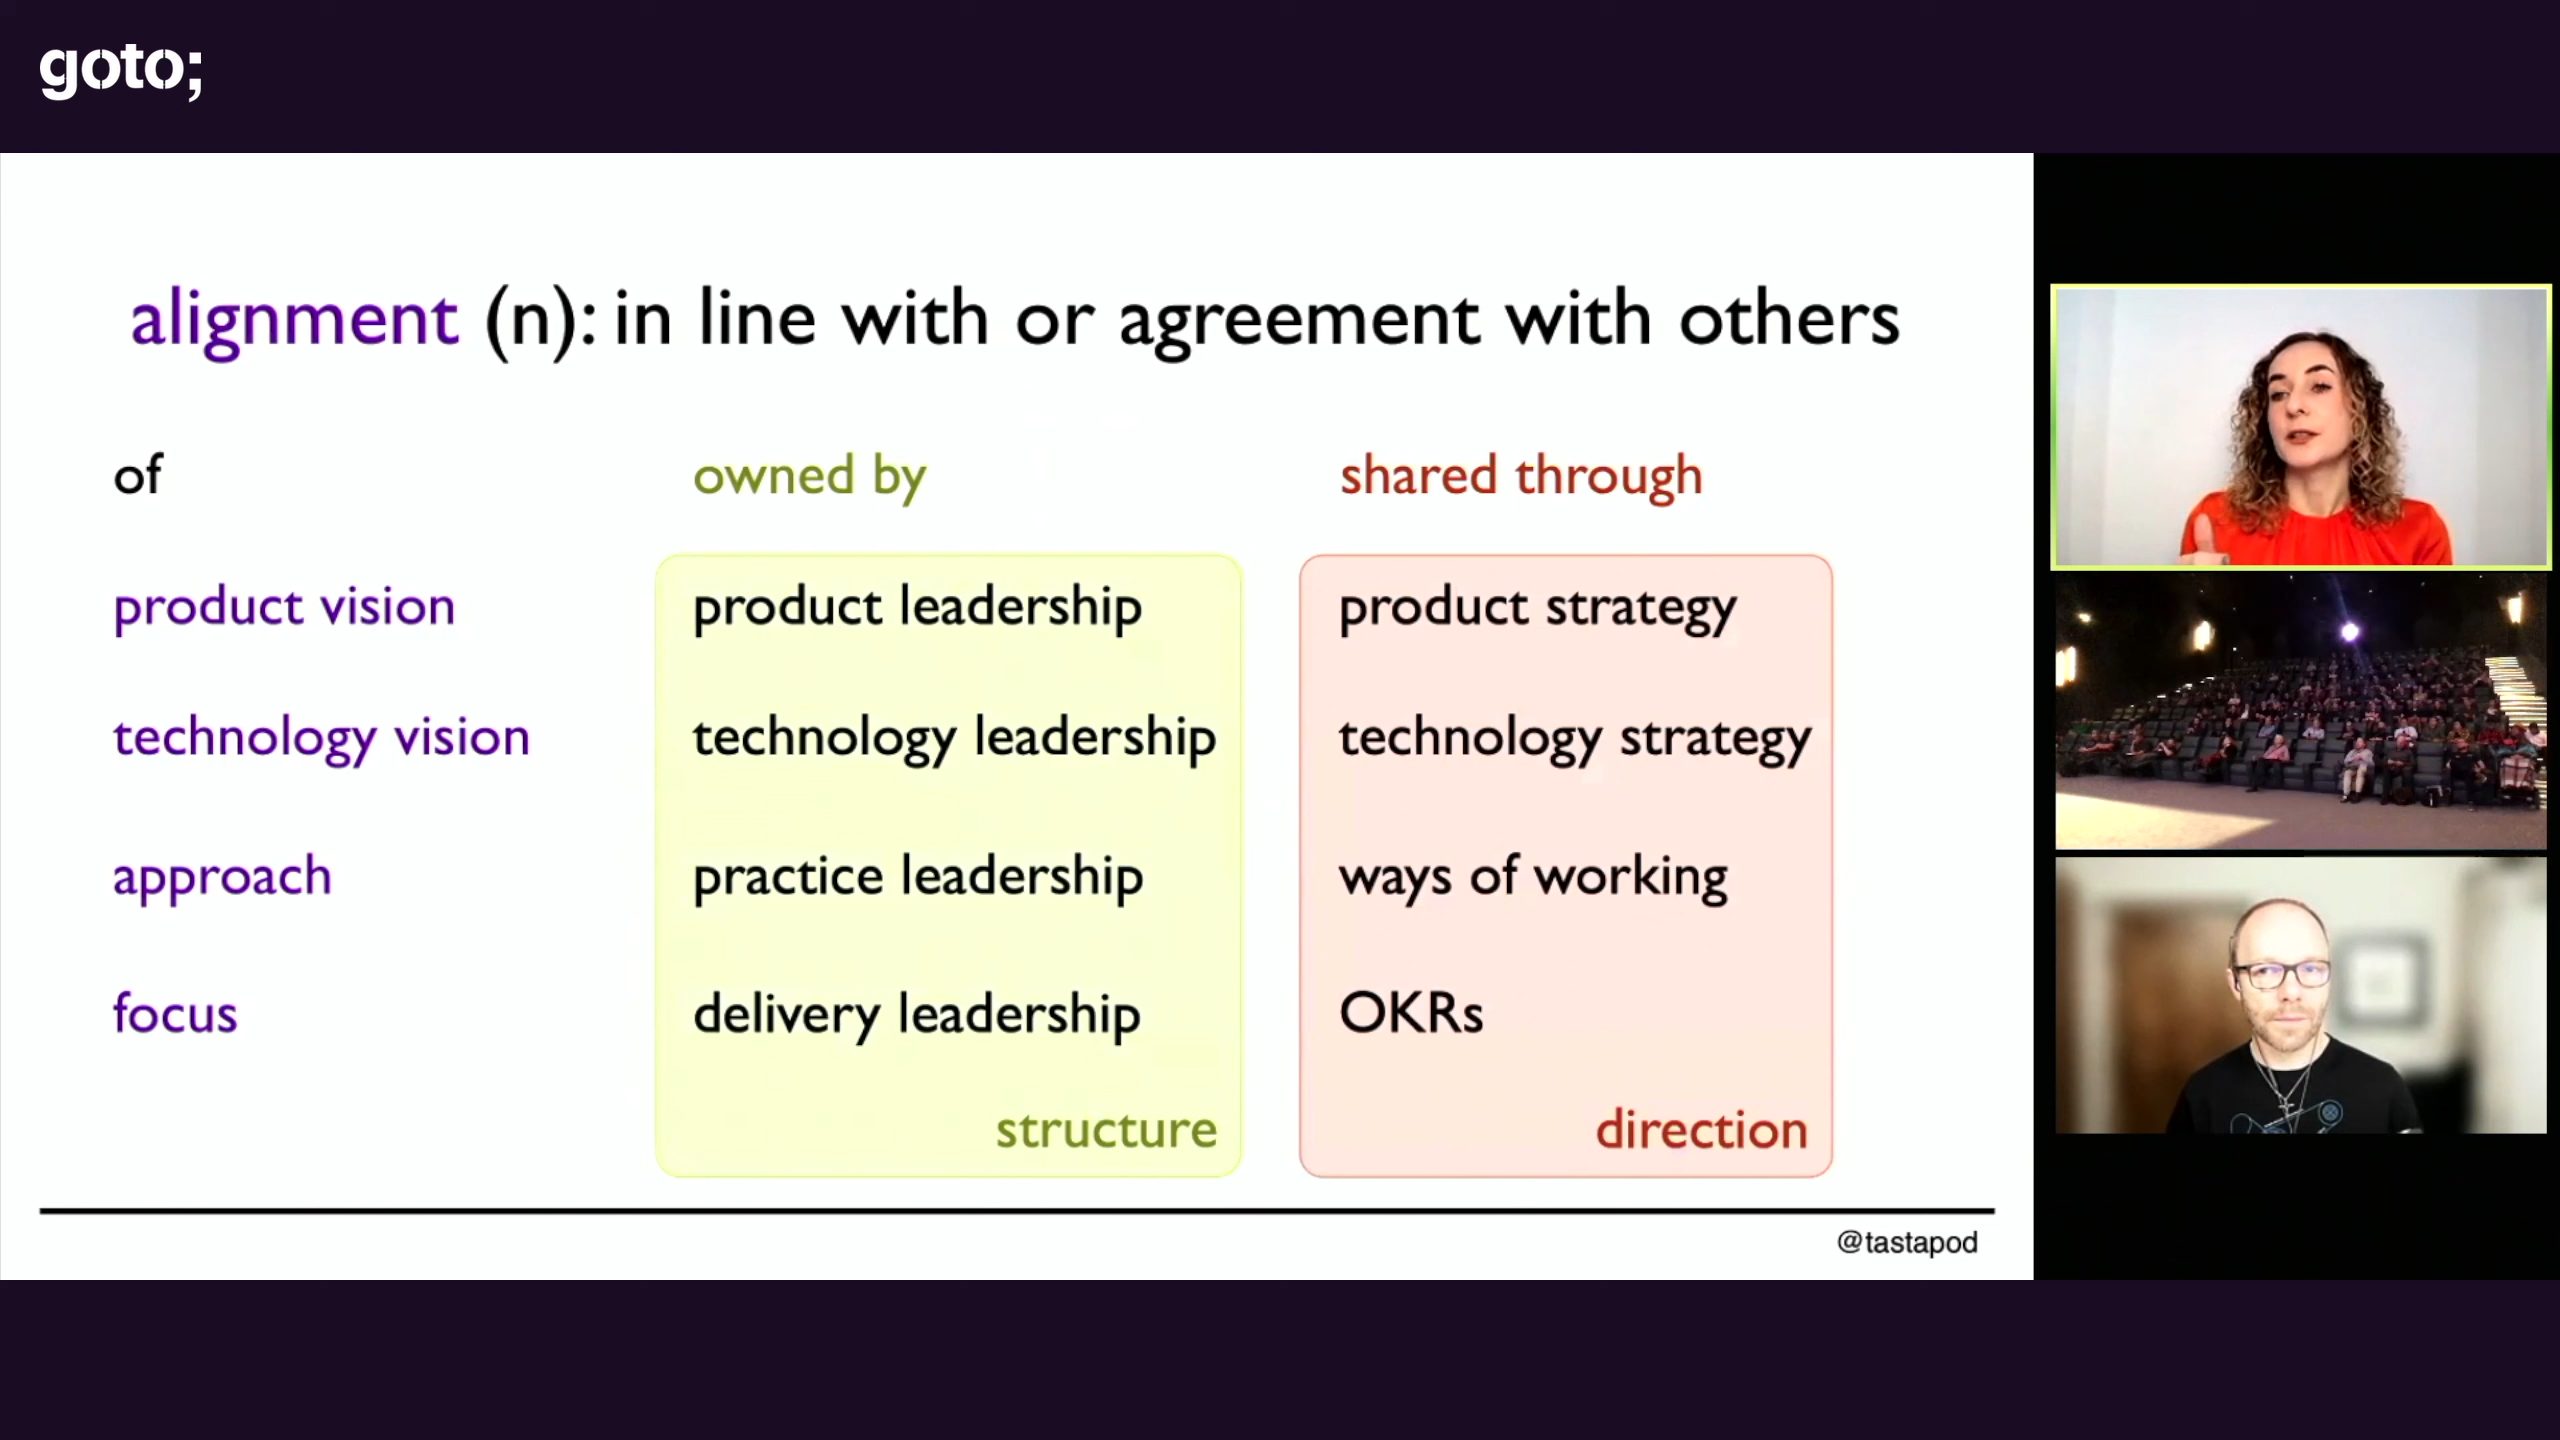 goto;
alignment (n): in line with or agreement with others
of owned by shared through
product vision product leadership product strategy
technology vision technology leadership technology strategy
approach practice leadership ways of working
focus delivery leadership OKRs
structure direction
@tastapod